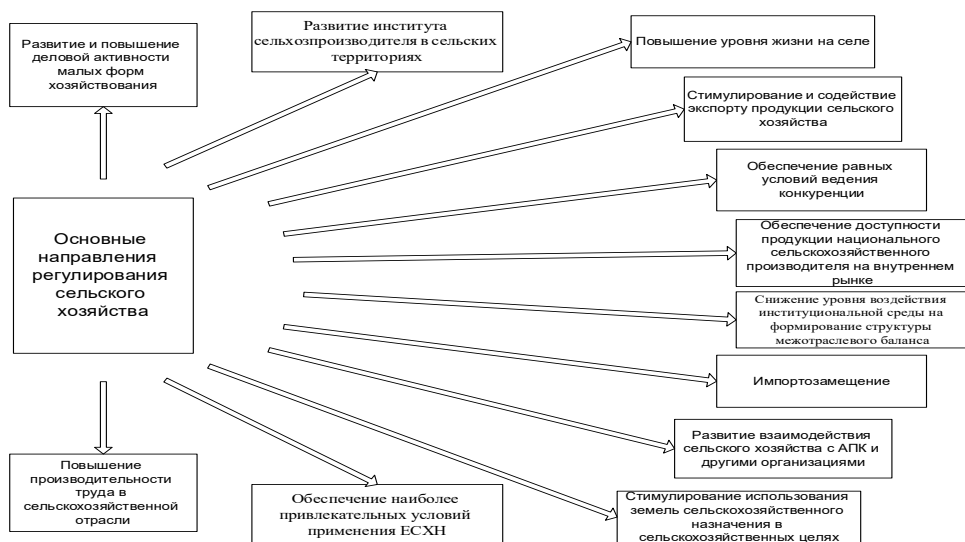 Развитие и повышение
деловой активности
малых форм
хозяйствования
Развитие института
сельхозпроизводителя в сельских
территориях
Повышение уровня жизни на селе
Стимулирование и содействие
экспорту продукции сельского
хозяйства
Обеспечение равных
условий ведения
конкуренции
Основные
направления
регулирования
сельского
хозяйства
Обеспечение доступности
продукции национального
сельскохозяйственного
производителя на внутреннем
рынке
Снижение уровня воздействия
институциональной среды на
формирование структуры
межотраслевого баланса
Импортозамещение
Развитие взаимодействия
сельского хозяйства с АПК и
другими организациями
Повышение
производительности
труда в
сельскохозяйственной
отрасли
Обеспечение наиболее
привлекательных условий
применения ЕСХН
Стимулирование использования
земель сельскохозяйственного
назначения в
сельскохозяйственных целях